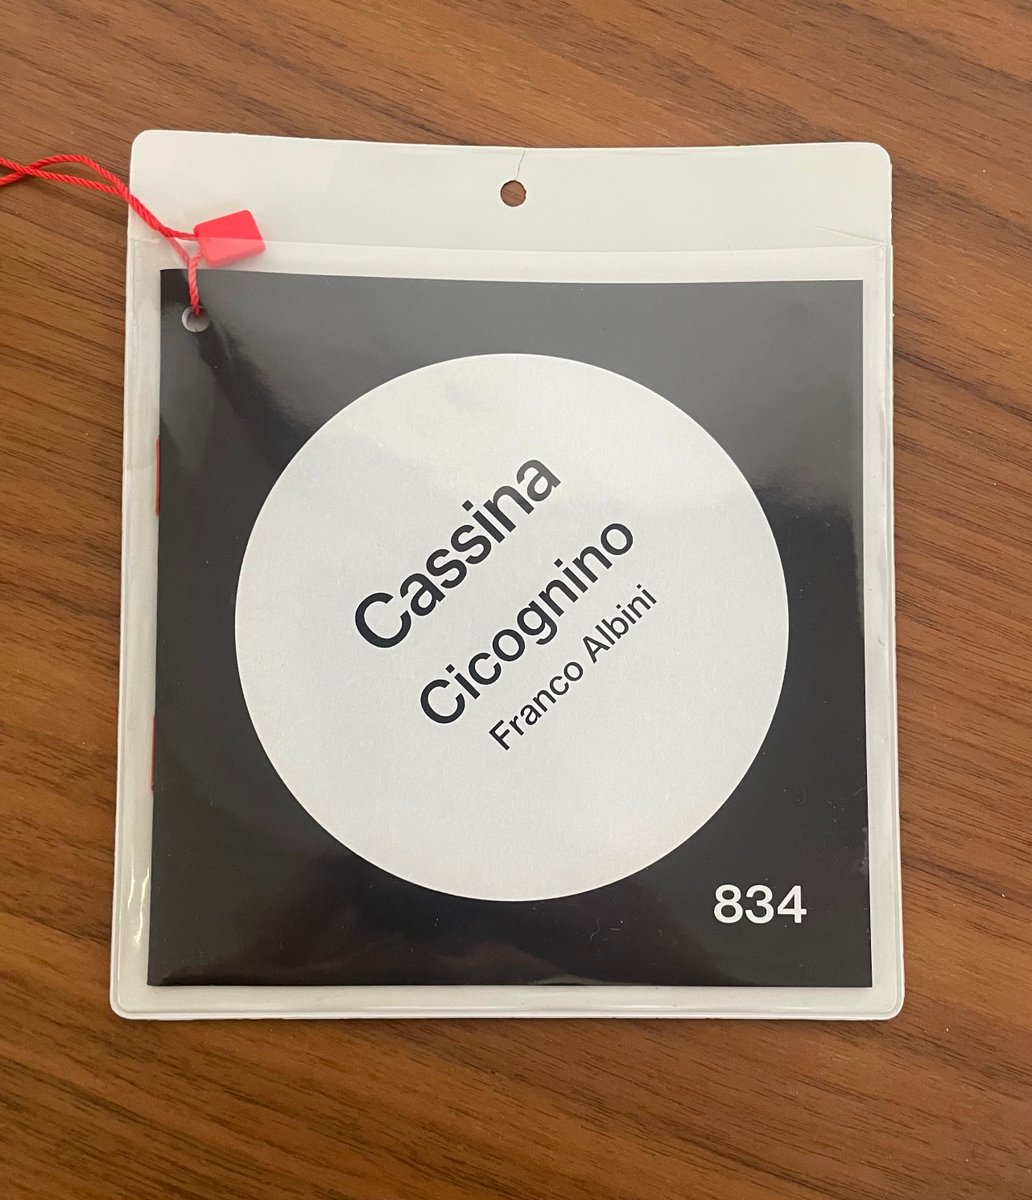 Cassina
Cicognino
Franco Albini
834